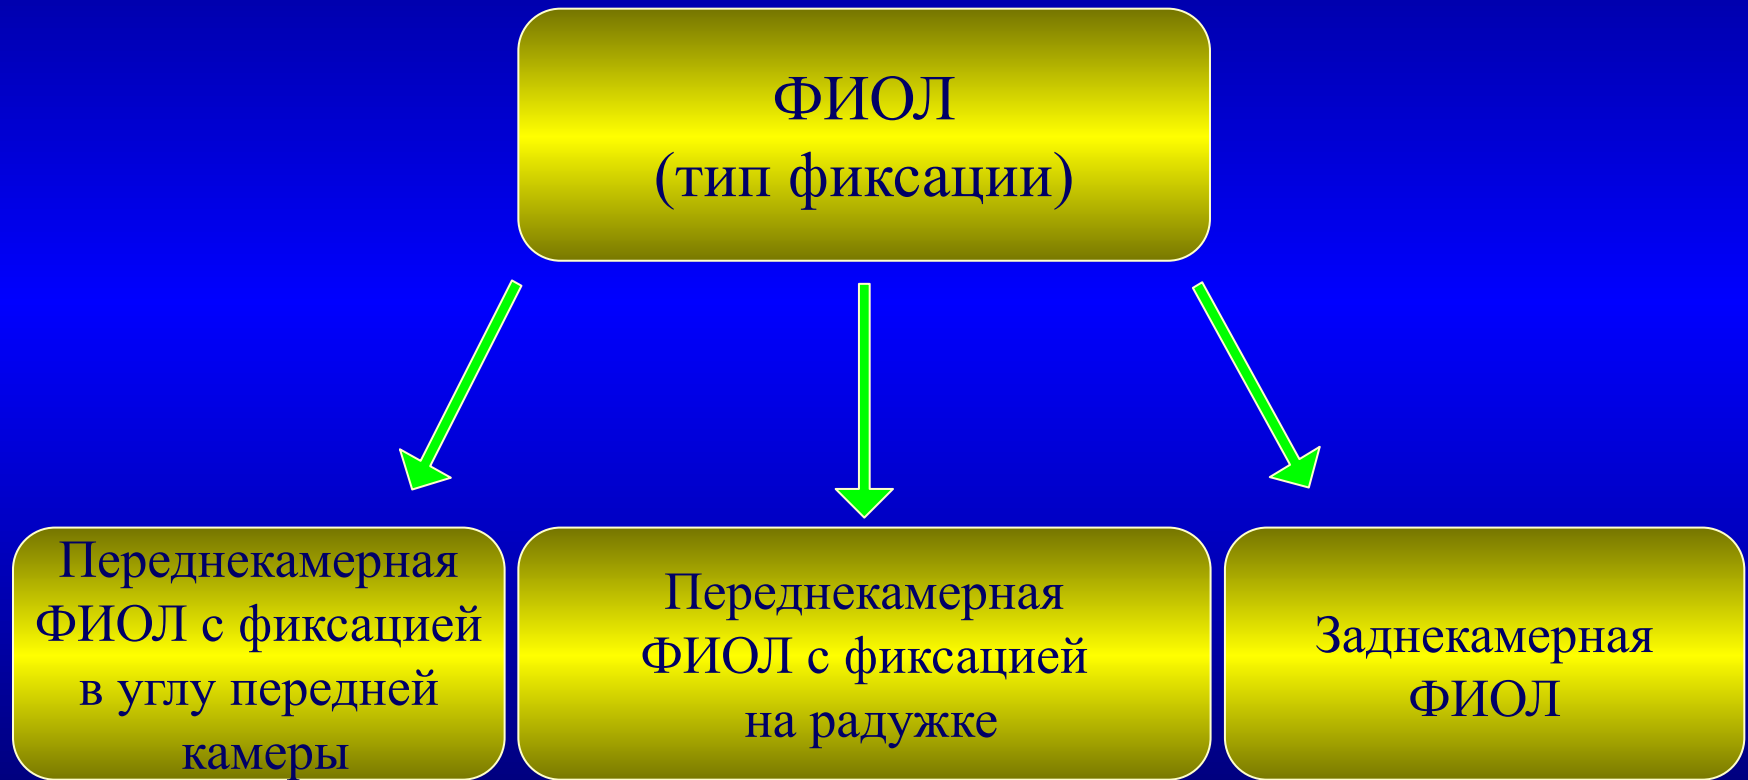 ФИОЛ
(тип фиксации)
Переднекамерная
ФИОЛ с фиксацией
в углу передней
камеры
Переднекамерная
ФИОЛ с фиксацией
на радужке
Заднекамерная
ФИОЛ